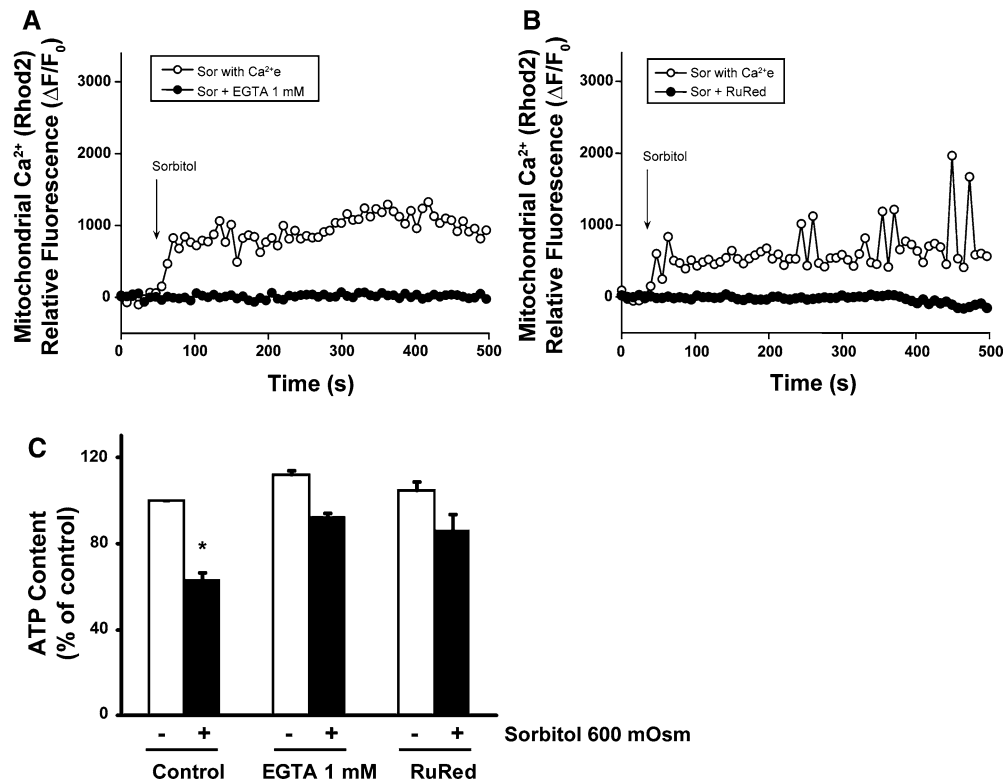 A
Mitochondrial Ca2+ (Rhod2)
Relative Fluorescence (ΔF/F0)
3000
2000
1000
0
Sor with Ca2+e
Sor + EGTA 1 mM
Sorbitol
0 100 200 300 400 500
Time (s)
B
Mitochondrial Ca2+ (Rhod2)
Relative Fluorescence (ΔF/F0)
3000
2000
1000
0
Sor with Ca2+e
Sor + RuRed
Sorbitol
0 100 200 300 400 500
Time (s)
C
ATP Content
(% of control)
120
80
40
0
*
- + - + - + Sorbitol 600 mOsm
Control EGTA 1 mM RuRed